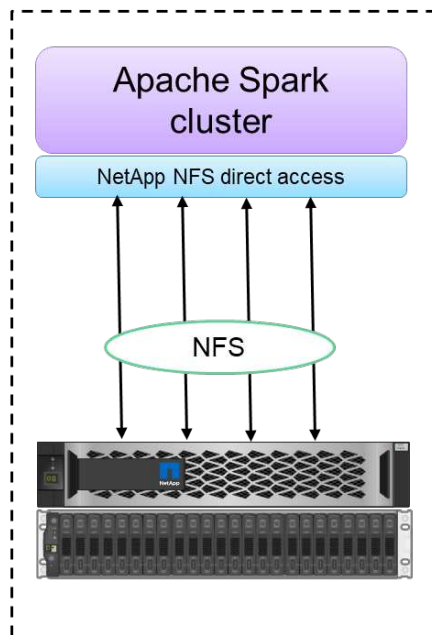 Apache Spark
cluster
NetApp NFS direct access
NFS
NetApp